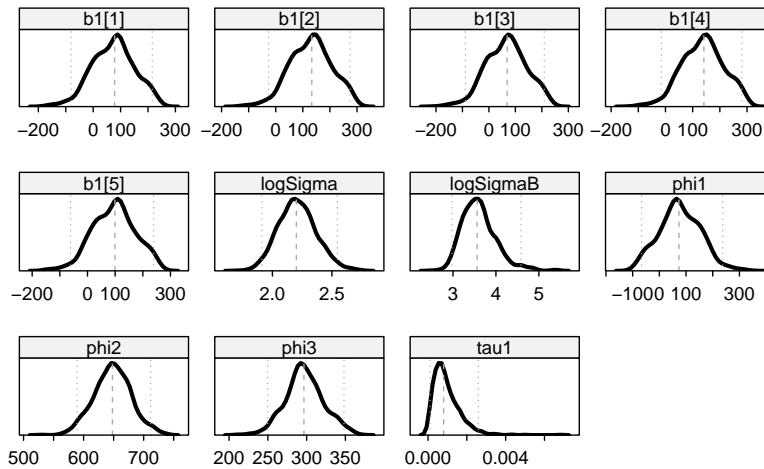 b1[1] b1[2] b1[3] b1[4]
−200 0 100 300 −200 0 100 300 −200 0 100 300 −200 0 100 300
b1[5] logSigma logSigmaB phi1
−200 0 100 300 2.0 2.5 3 4 5 −1000 100 300
phi2 phi3 tau1
500 600 700 200 250 300 350 0.000 0.004